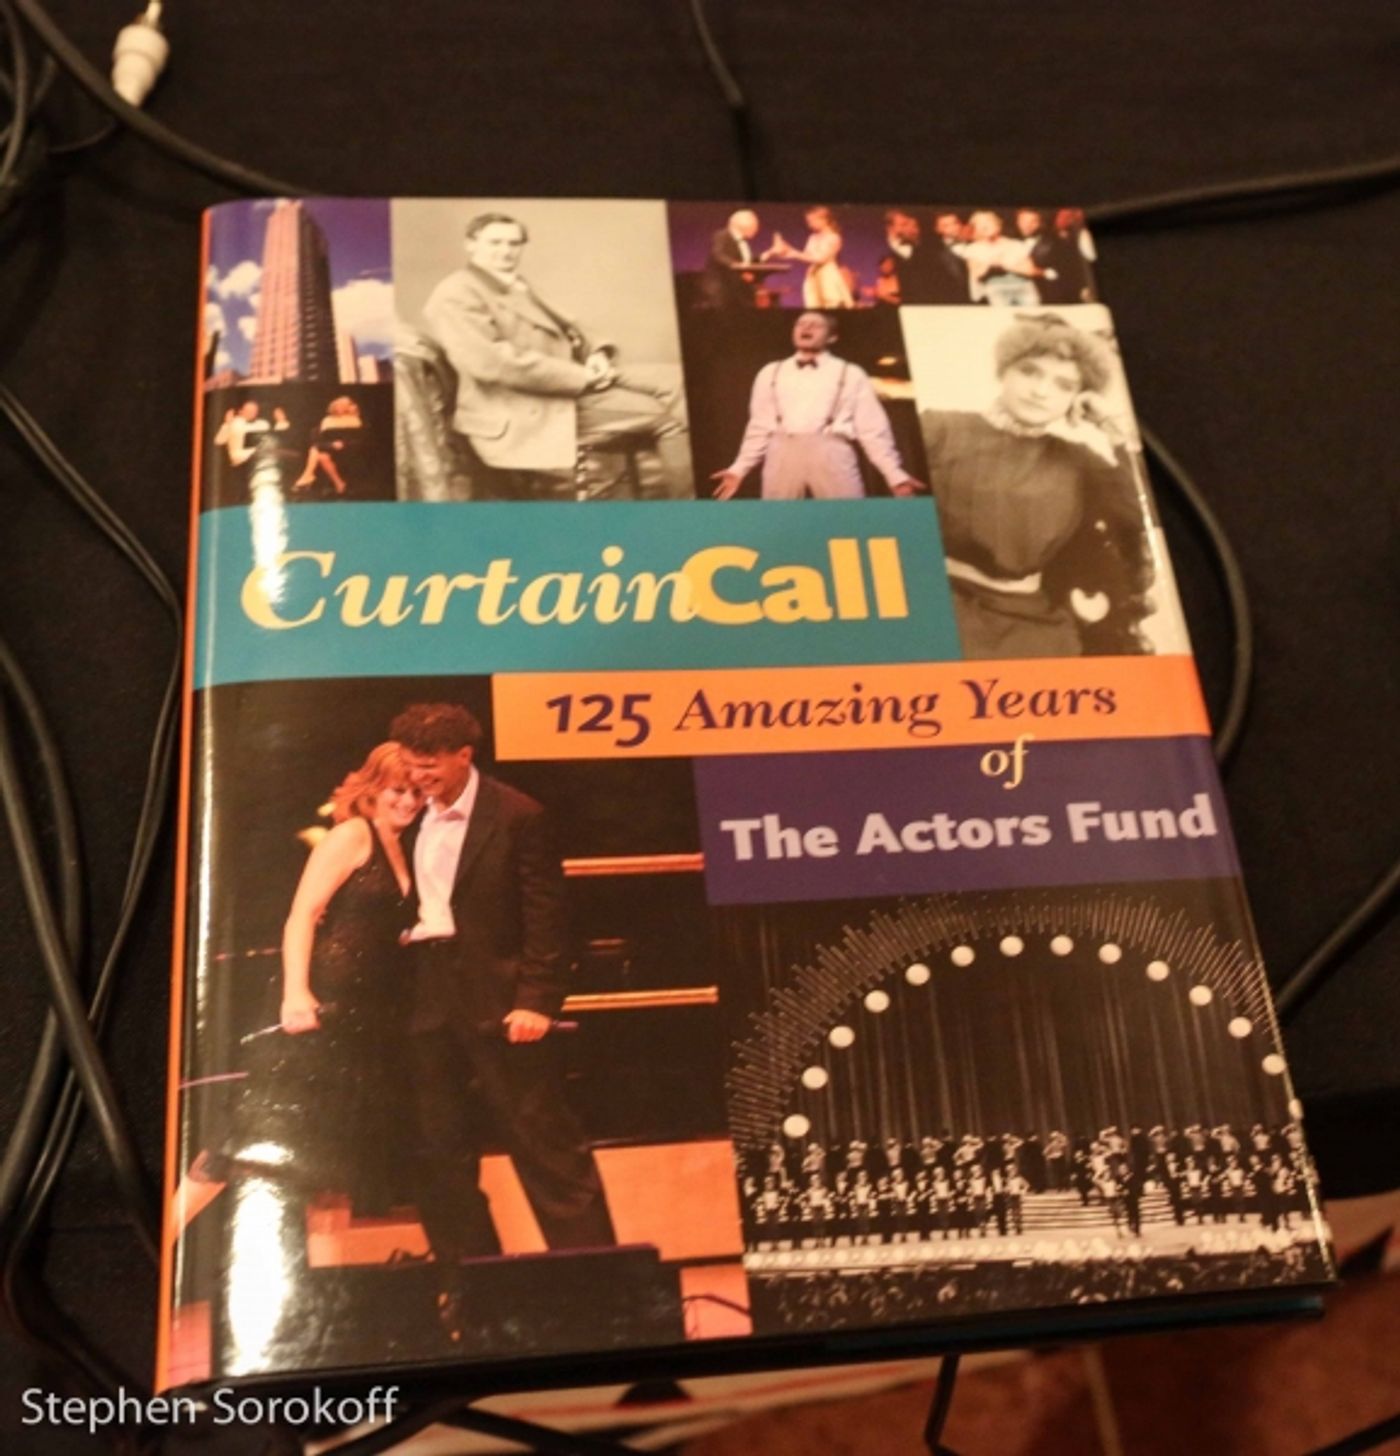 CurtainCall
125 Amazing Years
of
The Actors Fund
Stephen Sorokoff